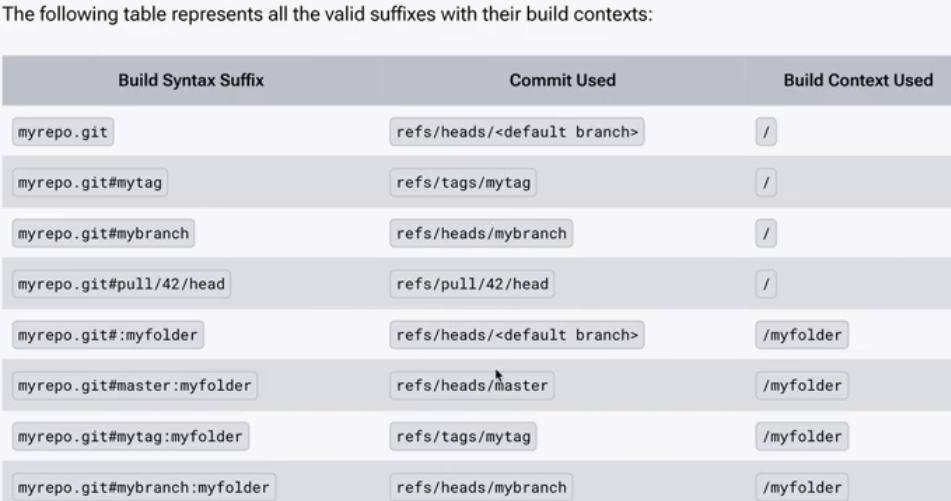 The following table represents all the valid suffixes with their build contexts:
Build Syntax Suffix Commit Used Build Context Used
myrepo.git refs/heads/<default branch> /
myrepo.git#mytag refs/tags/mytag /
myrepo.git#mybranch refs/heads/mybranch /
myrepo.git#pull/42/head refs/pull/42/head /
myrepo.git#:myfolder refs/heads/<default branch> /myfolder
myrepo.git#master:myfolder refs/heads/master /myfolder
myrepo.git#mytag:myfolder refs/tags/mytag /myfolder
myrepo.git#mybranch:myfolder refs/heads/mybranch /myfolder